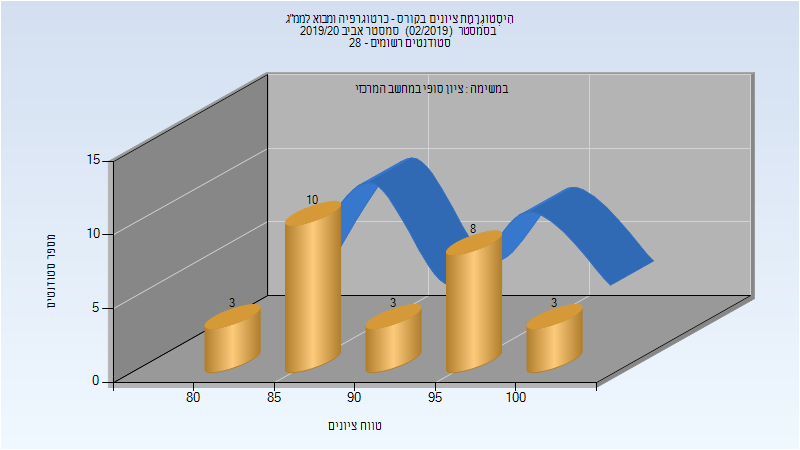 היסטוגרמת ציונים בקורס - כרטוגרפיה ומבוא לממ"ג
בסמסטר (02/2019) סמסטר אביב 2019/20
סטודנטים רשומים - 28
במשימה : ציון סופי במחשב המרכזי
15
10
5
0
מספר סטודנטים
3
10
3
8
3
80
85
90
95
100
טווח ציונים